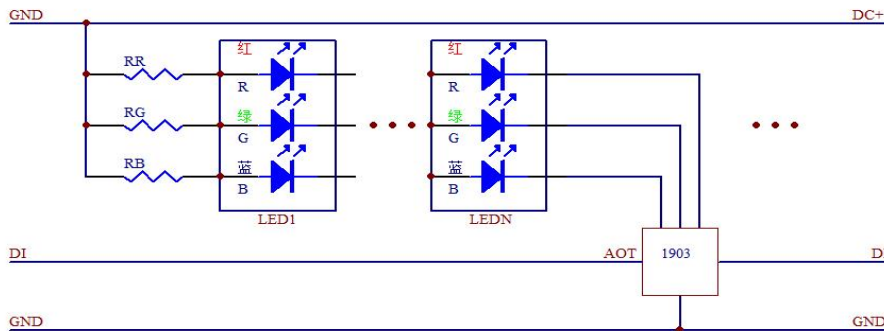 GND DC+
红 红
RR R R
绿 绿
RG G G
蓝 蓝
RB B B
LED1 LEDN
DI AOT 1903 D
GND GND